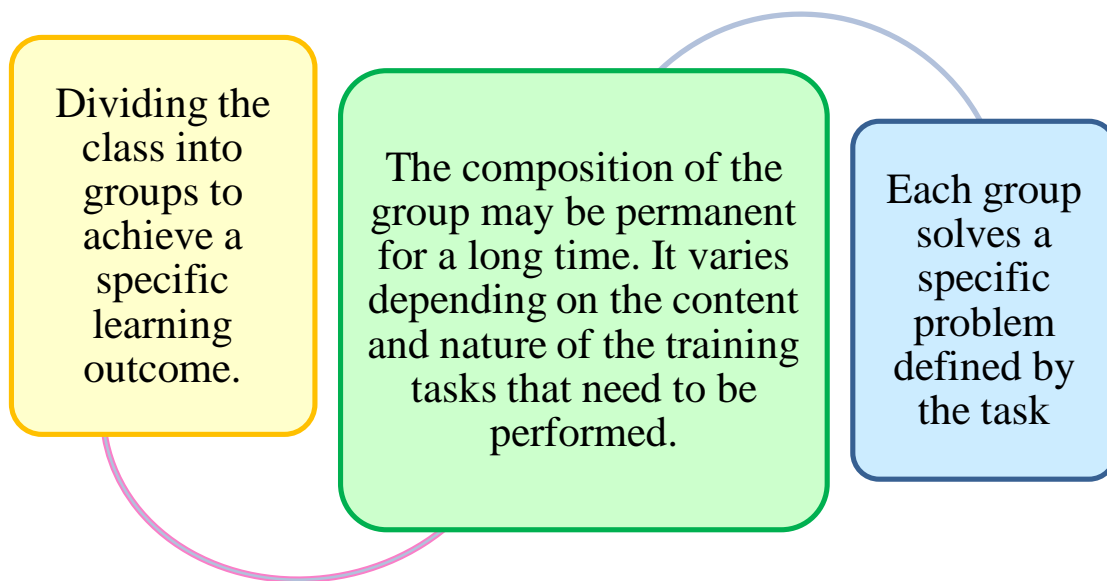 Dividing the
class into
groups to
achieve a
specific
learning
outcome.
The composition of the
group may be permanent
for a long time. It varies
depending on the content
and nature of the training
tasks that need to be
performed.
Each group
solves a
specific
problem
defined by
the task